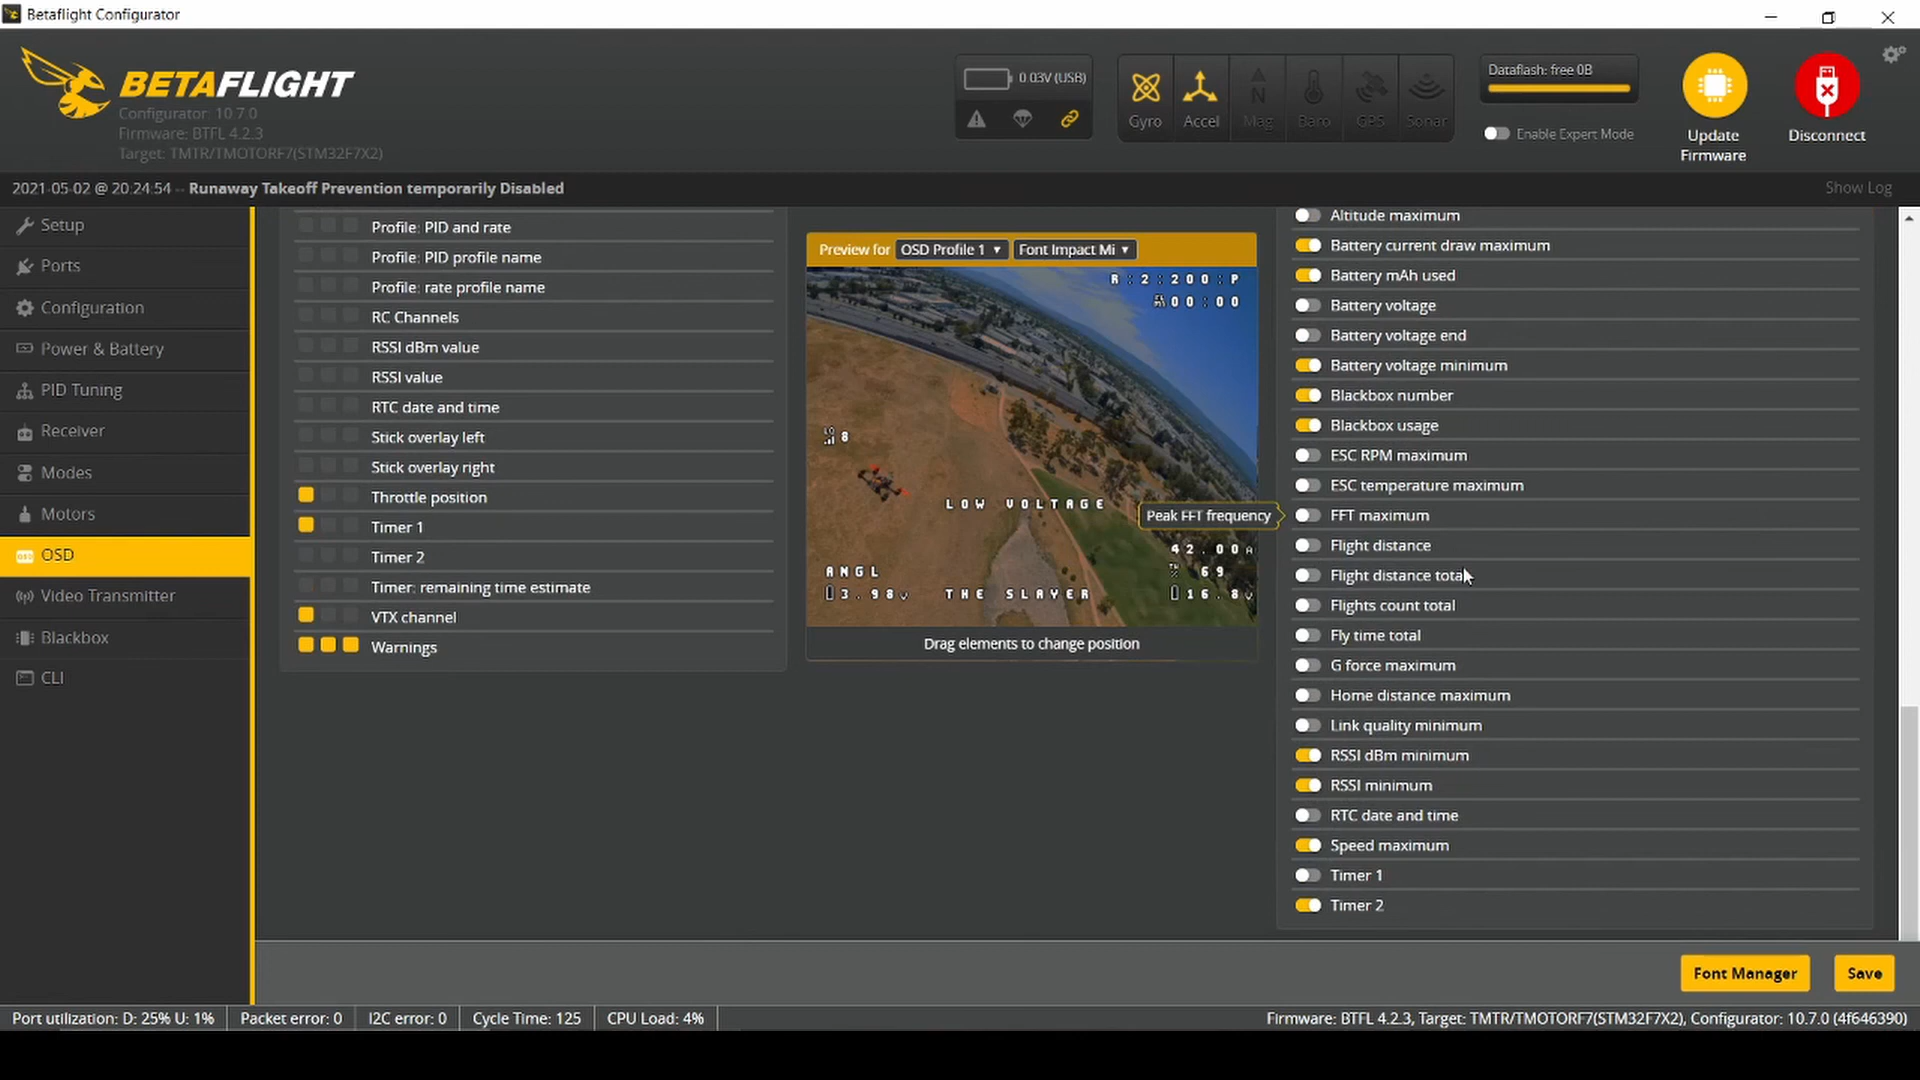 Betaflight Configurator
BETAFLIGHT
Configurator: 10.7.0
Firmware: BTFL 4.2.3
Target: TMTR/TMOTORF7(STM32F7X2)
0.03V (USB)
Gyro
Accel
Mag
Baro
GPS
Sonar
Dataflash: free 0B
Enable Expert Mode
Update
Firmware
Disconnect
2021-05-02 @ 20:24:54 -- Runaway Takeoff Prevention temporarily Disabled
Show Log
Setup
Ports
Configuration
Power & Battery
PID Tuning
Receiver
Modes
Motors
OSD
Video Transmitter
Blackbox
CLI
Profile: PID and rate
Profile: PID profile name
Profile: rate profile name
RC Channels
RSSI dBm value
RSSI value
RTC date and time
Stick overlay left
Stick overlay right
Throttle position
Timer 1
Timer 2
Timer: remaining time estimate
VTX channel
Warnings
Preview for OSD Profile 1 Font Impact Mi
R:2:200:P
00:00
LQ 8
LOW VOLTAGE
42.00A
ANGL
69
3.98V THE SLAYER 16.8V
Drag elements to change position
Peak FFT frequency
Altitude maximum
Battery current draw maximum
Battery mAh used
Battery voltage
Battery voltage end
Battery voltage minimum
Blackbox number
Blackbox usage
ESC RPM maximum
ESC temperature maximum
FFT maximum
Flight distance
Flight distance total
Flights count total
Fly time total
G force maximum
Home distance maximum
Link quality minimum
RSSI dBm minimum
RSSI minimum
RTC date and time
Speed maximum
Timer 1
Timer 2
Font Manager
Save
Port utilization: D: 25% U: 1%
Packet error: 0
I2C error: 0
Cycle Time: 125
CPU Load: 4%
Firmware: BTFL 4.2.3, Target: TMTR/TMOTORF7(STM32F7X2), Configurator: 10.7.0 (4f646390)